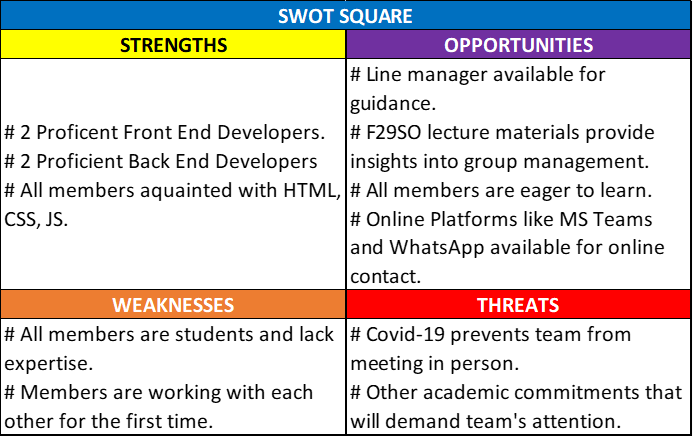 SWOT SQUARE
STRENGTHS
# 2 Proficent Front End Developers.
# 2 Proficient Back End Developers
# All members aquainted with HTML,
CSS, JS.
OPPORTUNITIES
# Line manager available for
guidance.
# F29SO lecture materials provide
insights into group management.
# All members are eager to learn.
# Online Platforms like MS Teams
and WhatsApp available for online
contact.
WEAKNESSES
# All members are students and lack
expertise.
# Members are working with each
other for the first time.
THREATS
# Covid-19 prevents team from
meeting in person.
# Other academic commitments that
will demand team's attention.